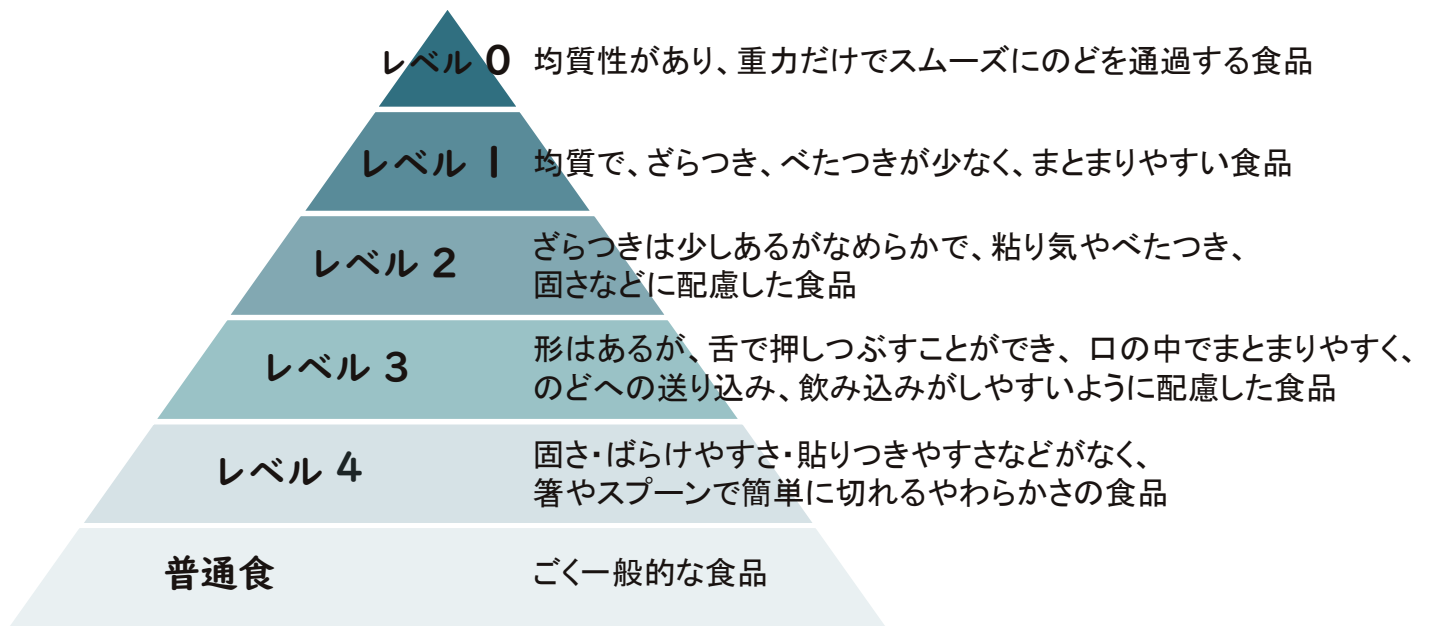 レベル 0 均質性があり、重力だけでスムーズにのどを通過する食品
レベル 1 均質で、ざらつき、べたつきが少なく、まとまりやすい食品
レベル 2 ざらつきは少しあるがなめらかで、粘り気やべたつき、
固さなどに配慮した食品
レベル 3 形はあるが、舌で押しつぶすことができ、口の中でまとまりやすく、
のどへの送り込み、飲み込みがしやすいように配慮した食品
レベル 4 固さ・ばらけやすさ・貼りつきやすさなどがなく、
箸やスプーンで簡単に切れるやわらかさの食品
普通食 ごく一般的な食品